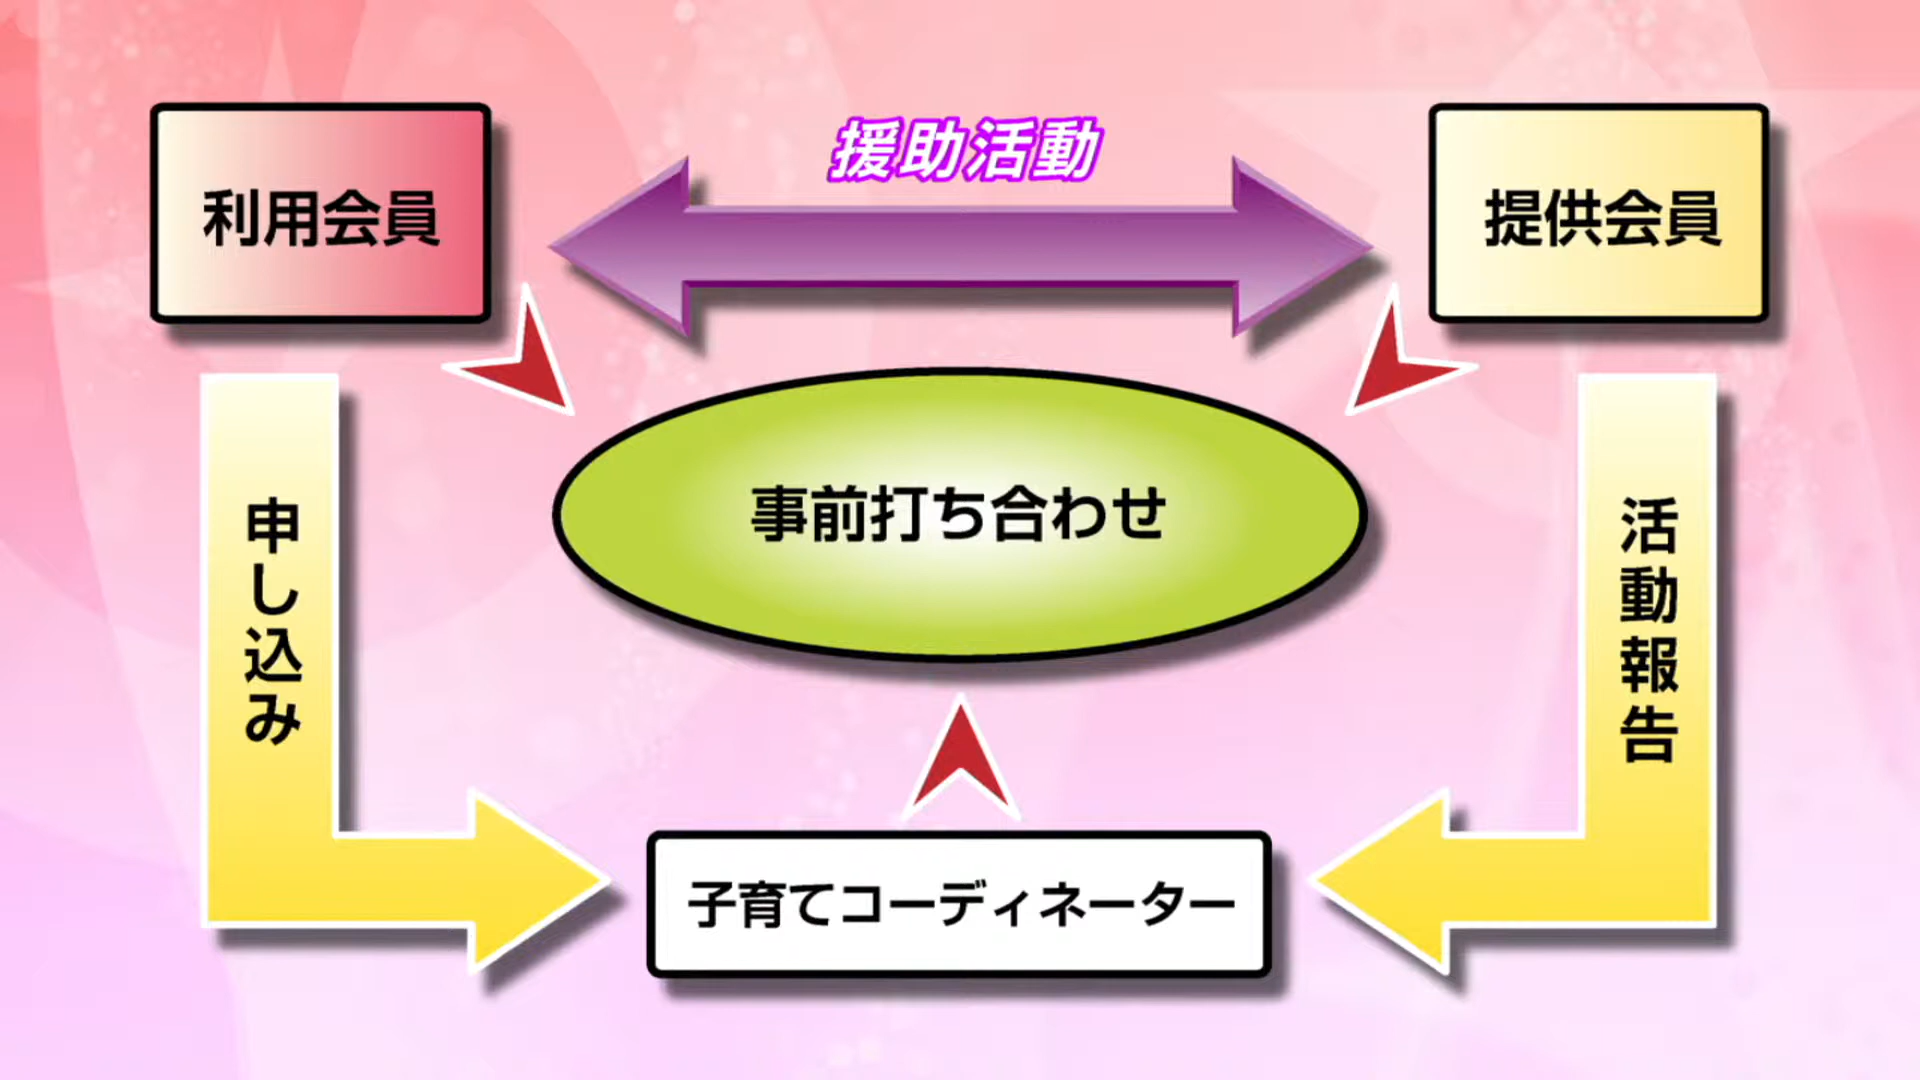 援助活動
利用会員
提供会員
事前打ち合わせ
申し込み
活動報告
子育てコーディネーター